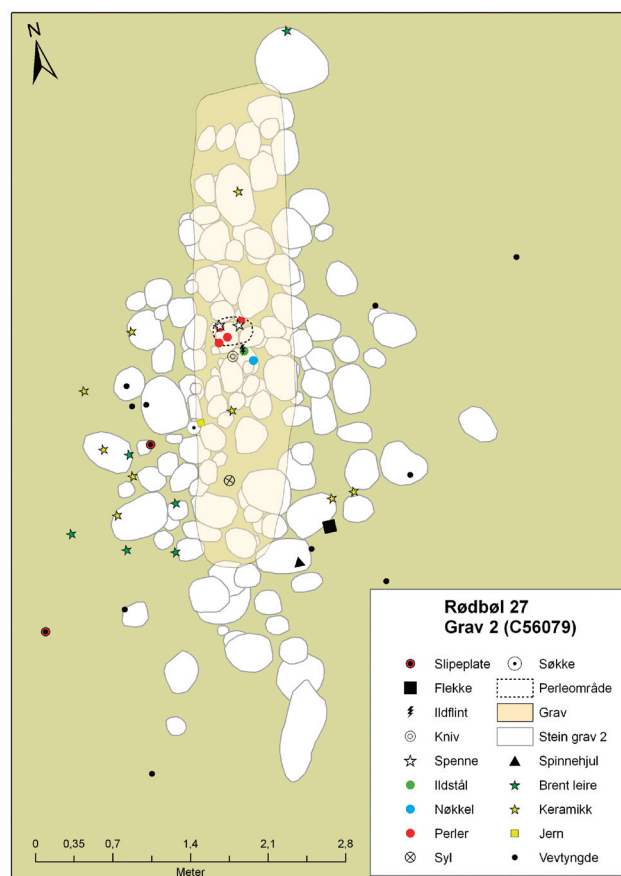 N
Rødbøl 27
Grav 2 (C56079)
Slipeplate
Søkke
Flekke
Perleområde
Ildflint
Grav
Kniv
Stein grav 2
Spenne
Spinnehjul
Ildstål
Brent leire
Nøkkel
Keramikk
Perler
Jern
Syl
Vevtyngde
0 0,35 0,7 1,4 2,1 2,8
Meter